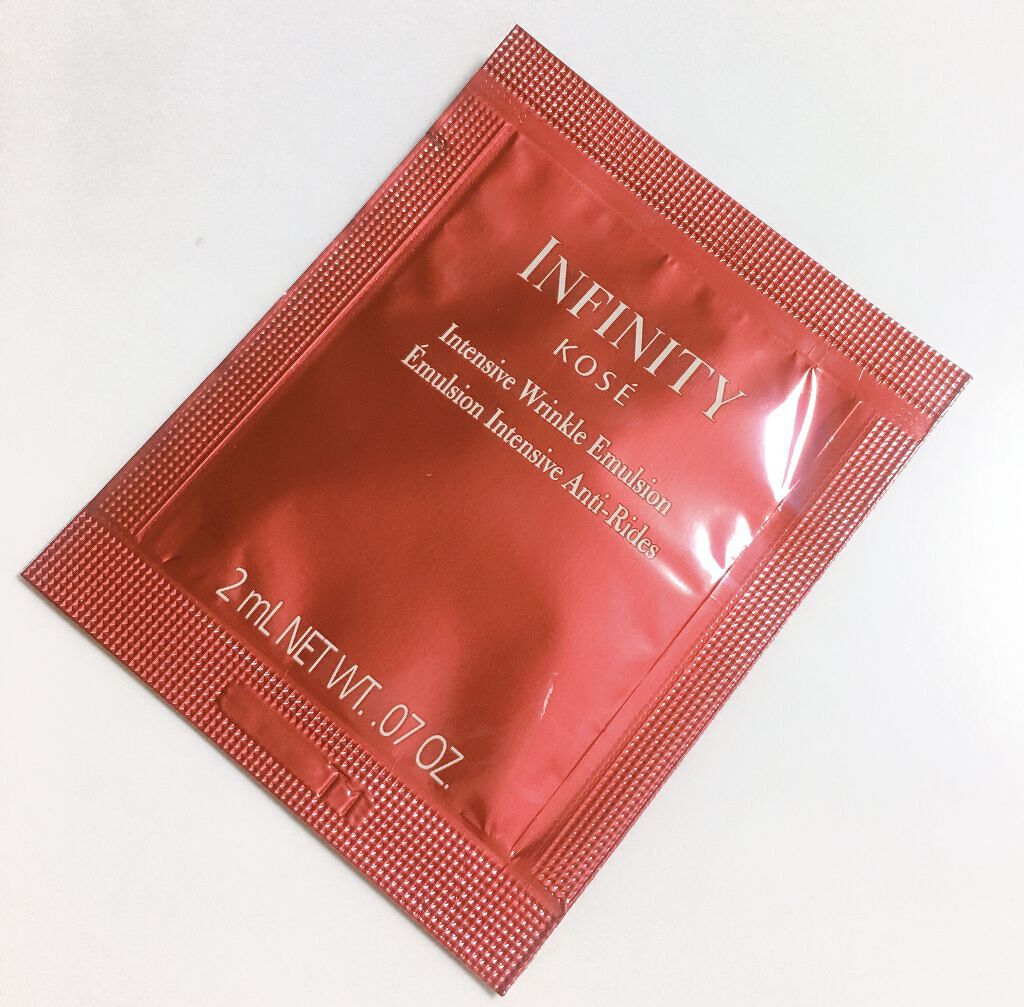 INFINITY
KOSÉ
Intensive Wrinkle Emulsion
Émulsion Intensive Anti-Rides
2 mL NET WT. .07 OZ.